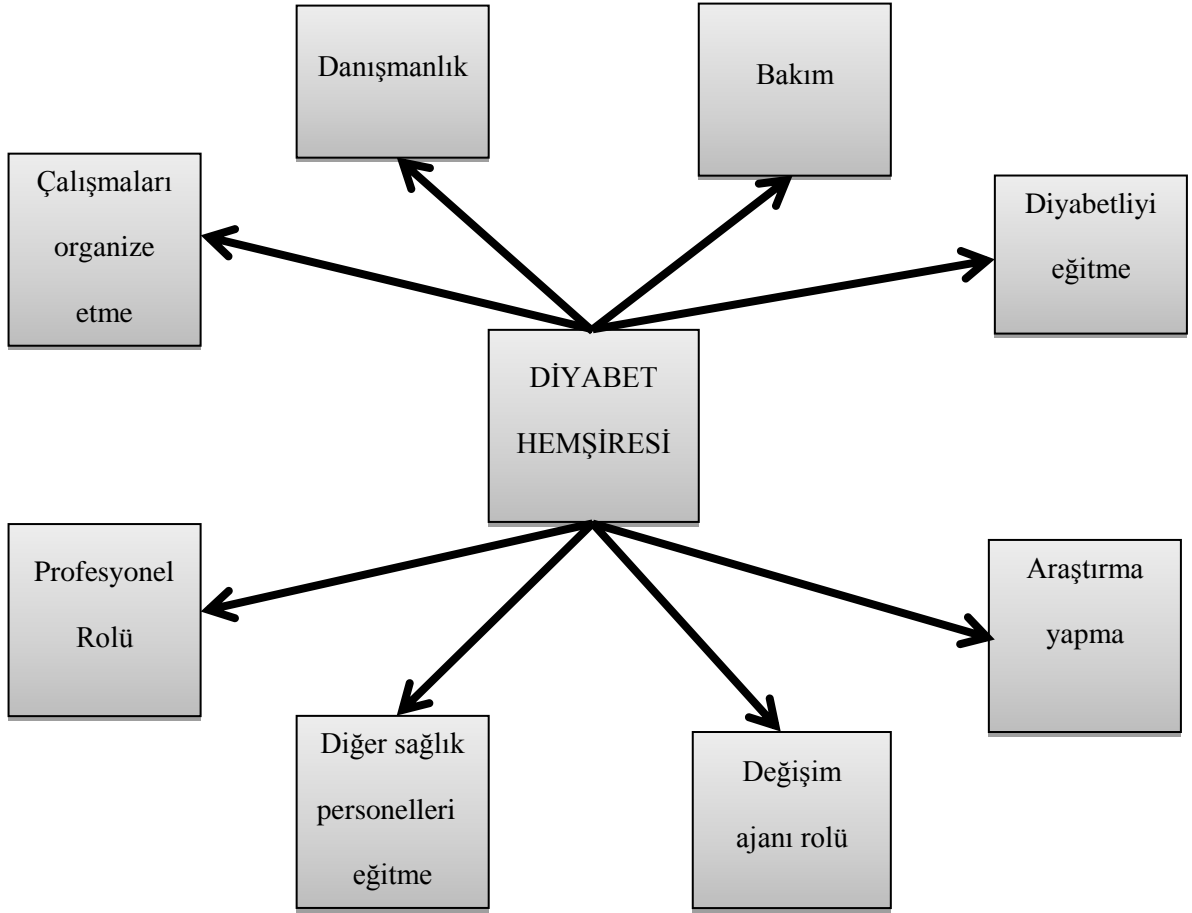 Danışmanlık
Bakım
Çalışmaları
organize
etme
Diyabetliyi
eğitme
DİYABET
HEMŞİRESİ
Profesyonel
Rolü
Araştırma
yapma
Diğer sağlık
personelleri
eğitme
Değişim
ajanı rolü